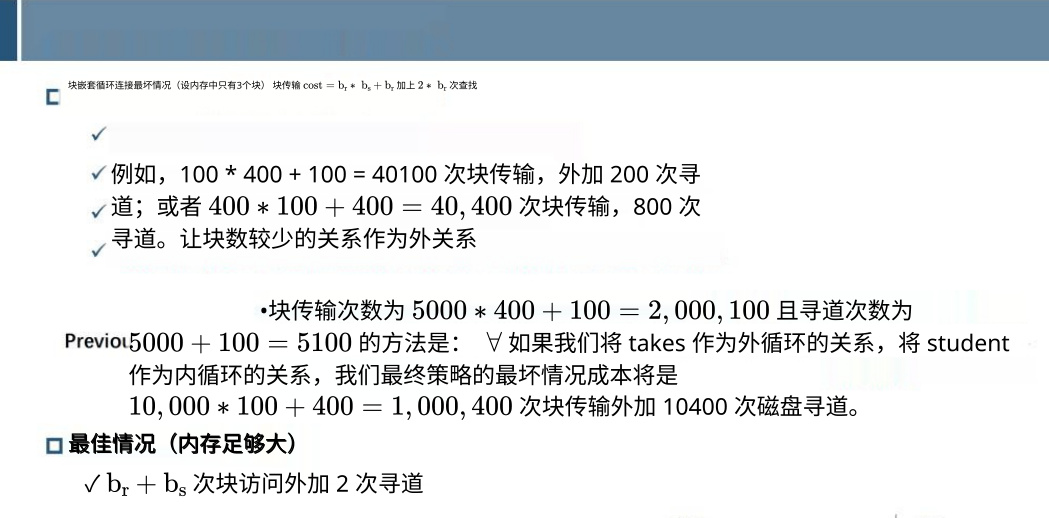 块嵌套循环连接最坏情况（设内存中只有3个块） 块传输 cost = bᵣ * bₛ + bᵣ 加上 2 * bᵣ 次查找
✓
✓ 例如，100 * 400 + 100 = 40100 次块传输，外加 200 次寻
✓ 道；或者 400 * 100 + 400 = 40,400 次块传输，800 次
✓ 寻道。让块数较少的关系作为外关系
•块传输次数为 5000 * 400 + 100 = 2,000,100 且寻道次数为
Previou 5000 + 100 = 5100 的方法是： ∀ 如果我们将 takes 作为外循环的关系，将 student
作为内循环的关系，我们最终策略的最坏情况成本将是
10,000 * 100 + 400 = 1,000,400 次块传输外加 10400 次磁盘寻道。
最佳情况（内存足够大）
✓ bᵣ + bₛ 次块访问外加 2 次寻道